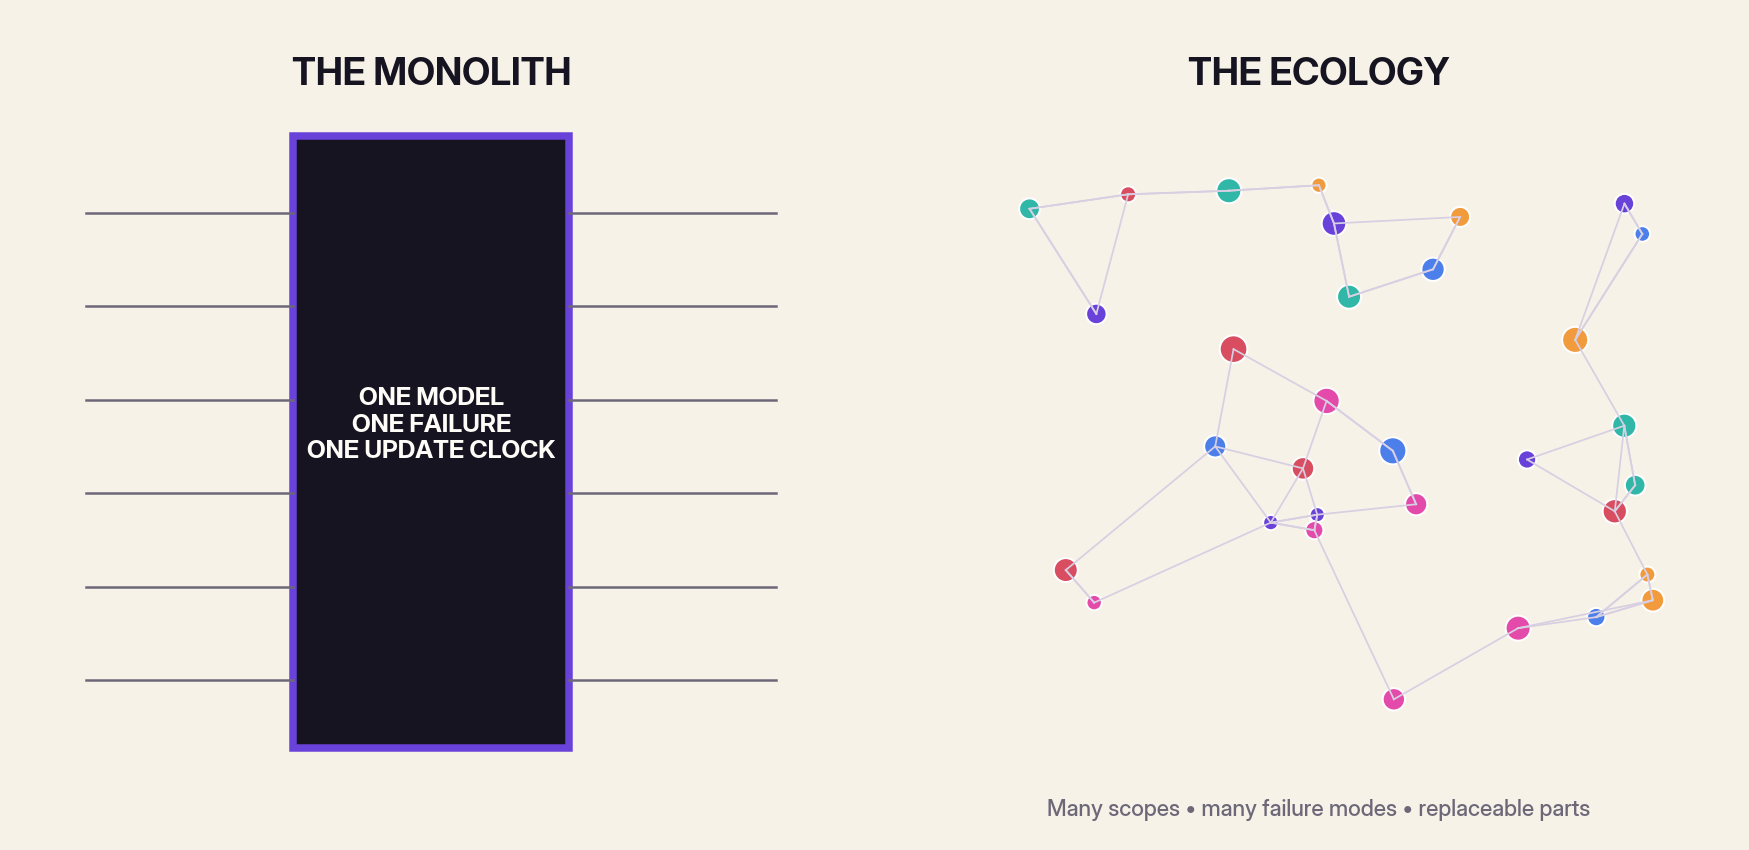 THE MONOLITH
ONE MODEL
ONE FAILURE
ONE UPDATE CLOCK
THE ECOLOGY
Many scopes • many failure modes • replaceable parts